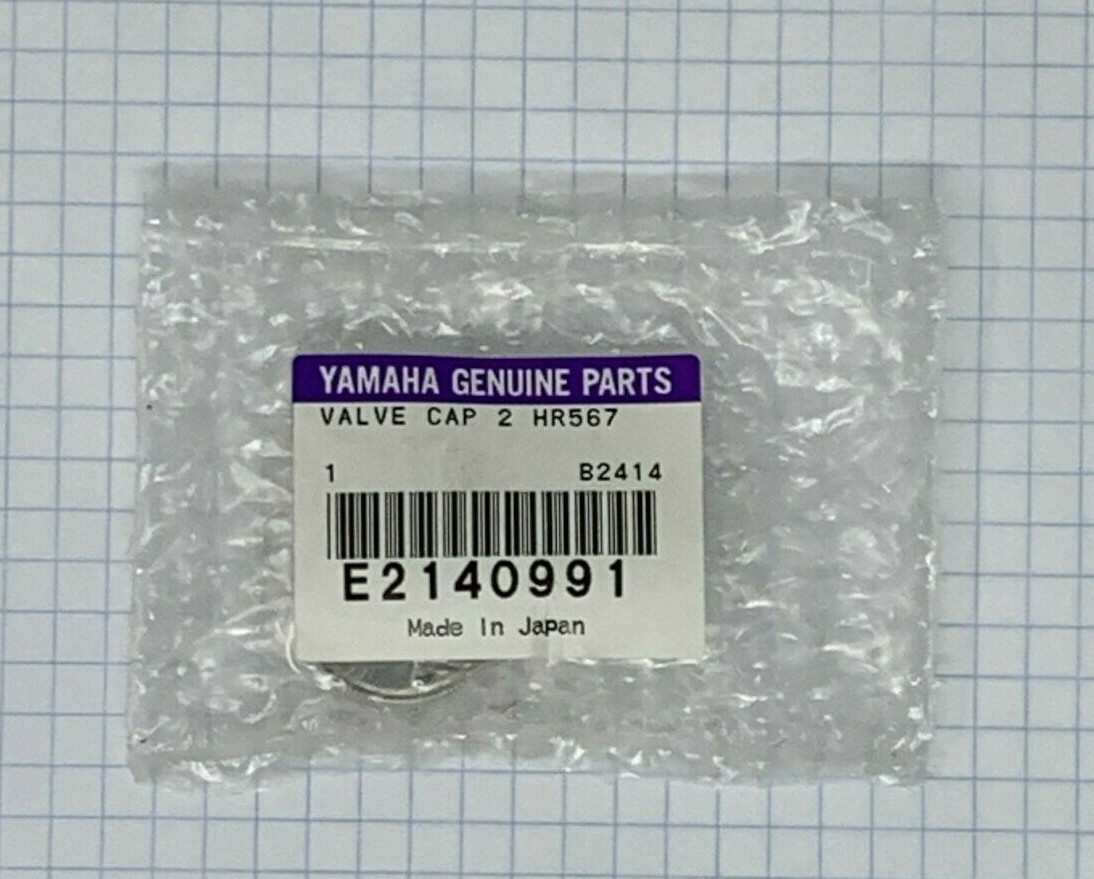 YAMAHA GENUINE PARTS
VALVE CAP 2 HR567
1 B2414
E2140991
Made In Japan